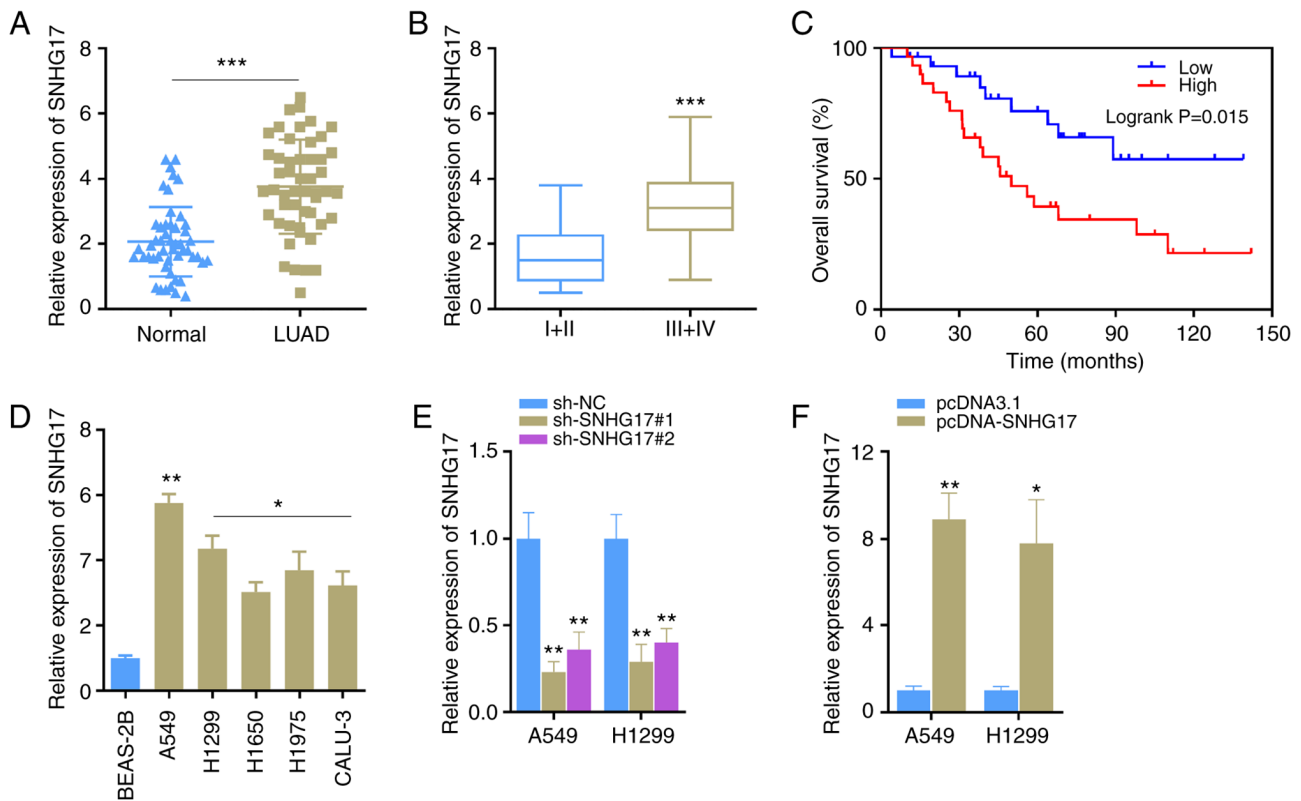 A
Relative expression of SNHG17
8
6
4
2
0
***
Normal
LUAD
B
Relative expression of SNHG17
8
6
4
2
0
***
I+II
III+IV
C
Overall survival (%)
100
50
0
Low
High
Logrank P=0.015
0
30
60
90
120
150
Time (months)
D
Relative expression of SNHG17
8
6
7
2
0
**
*
BEAS-2B
A549
H1299
H1650
H1975
CALU-3
E
sh-NC
sh-SNHG17#1
sh-SNHG17#2
Relative expression of SNHG17
1.5
1.0
0.5
0.0
**
**
**
**
A549
H1299
F
pcDNA3.1
pcDNA-SNHG17
Relative expression of SNHG17
12
8
4
0
**
*
A549
H1299